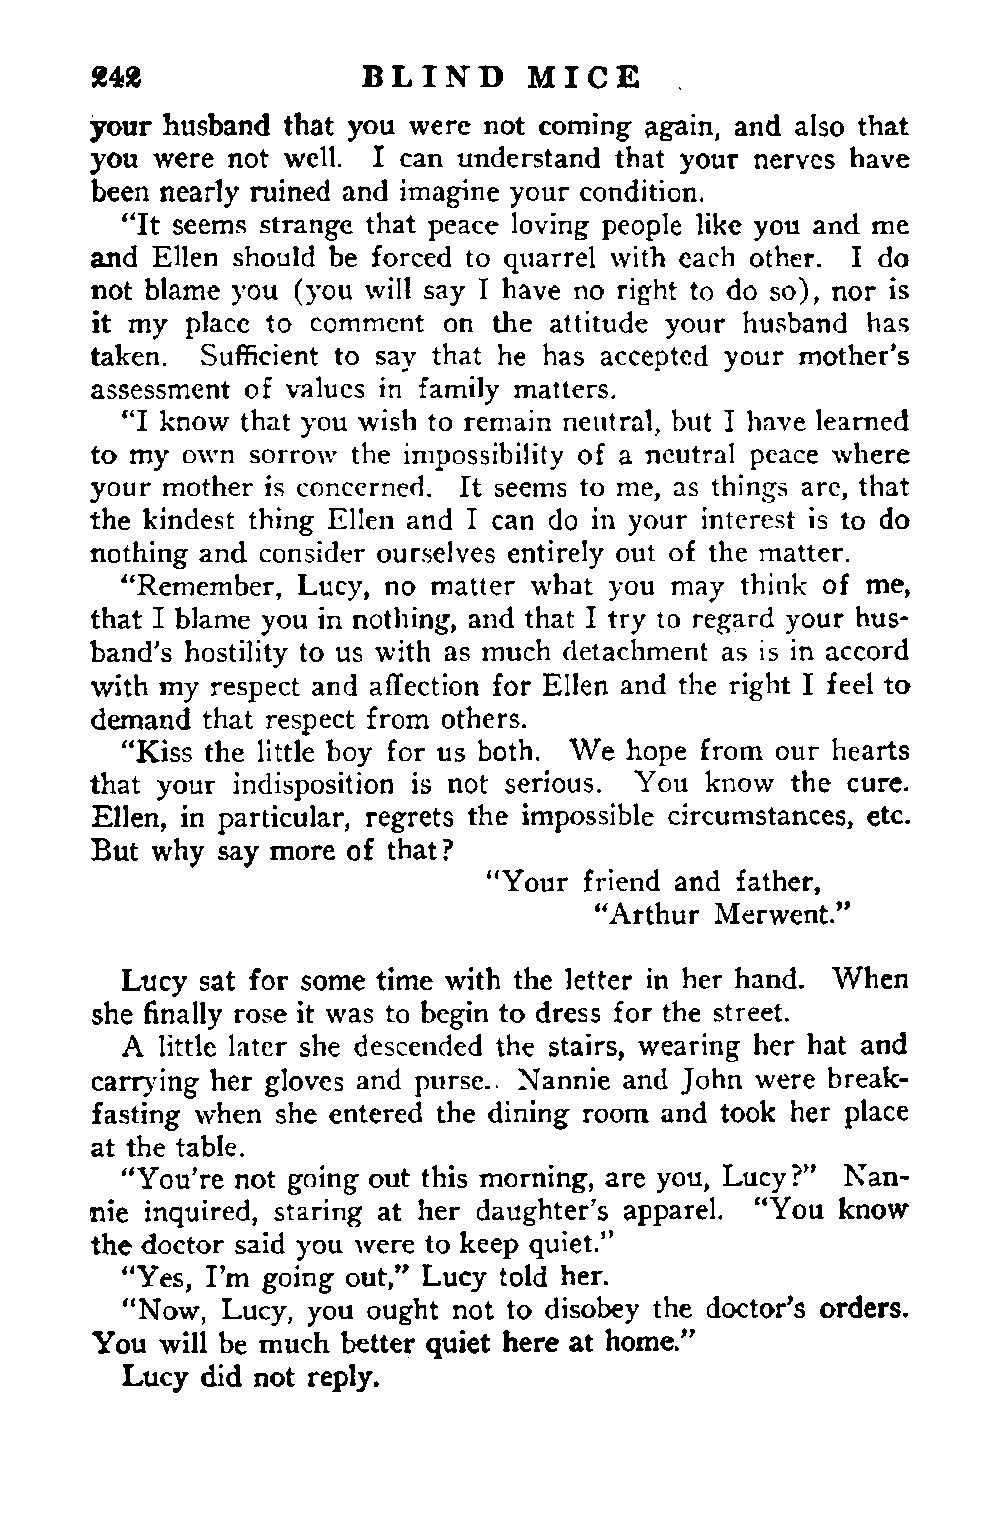 242 BLIND MICE
your husband that you were not coming again, and also that
you were not well. I can understand that your nerves have
been nearly ruined and imagine your condition.
“It seems strange that peace loving people like you and me
and Ellen should be forced to quarrel with each other. I do
not blame you (you will say I have no right to do so), nor is
it my place to comment on the attitude your husband has
taken. Sufficient to say that he has accepted your mother’s
assessment of values in family matters.
“I know that you wish to remain neutral, but I have learned
to my own sorrow the impossibility of a neutral peace where
your mother is concerned. It seems to me, as things are, that
the kindest thing Ellen and I can do in your interest is to do
nothing and consider ourselves entirely out of the matter.
“Remember, Lucy, no matter what you may think of me,
that I blame you in nothing, and that I try to regard your hus-
band’s hostility to us with as much detachment as is in accord
with my respect and affection for Ellen and the right I feel to
demand that respect from others.
“Kiss the little boy for us both. We hope from our hearts
that your indisposition is not serious. You know the cure.
Ellen, in particular, regrets the impossible circumstances, etc.
But why say more of that?
“Your friend and father,
“Arthur Merwent.”
Lucy sat for some time with the letter in her hand. When
she finally rose it was to begin to dress for the street.
A little later she descended the stairs, wearing her hat and
carrying her gloves and purse.. Nannie and John were break-
fasting when she entered the dining room and took her place
at the table.
“You’re not going out this morning, are you, Lucy?” Nan-
nie inquired, staring at her daughter’s apparel. “You know
the doctor said you were to keep quiet.”
“Yes, I’m going out,” Lucy told her.
“Now, Lucy, you ought not to disobey the doctor’s orders.
You will be much better quiet here at home.”
Lucy did not reply.